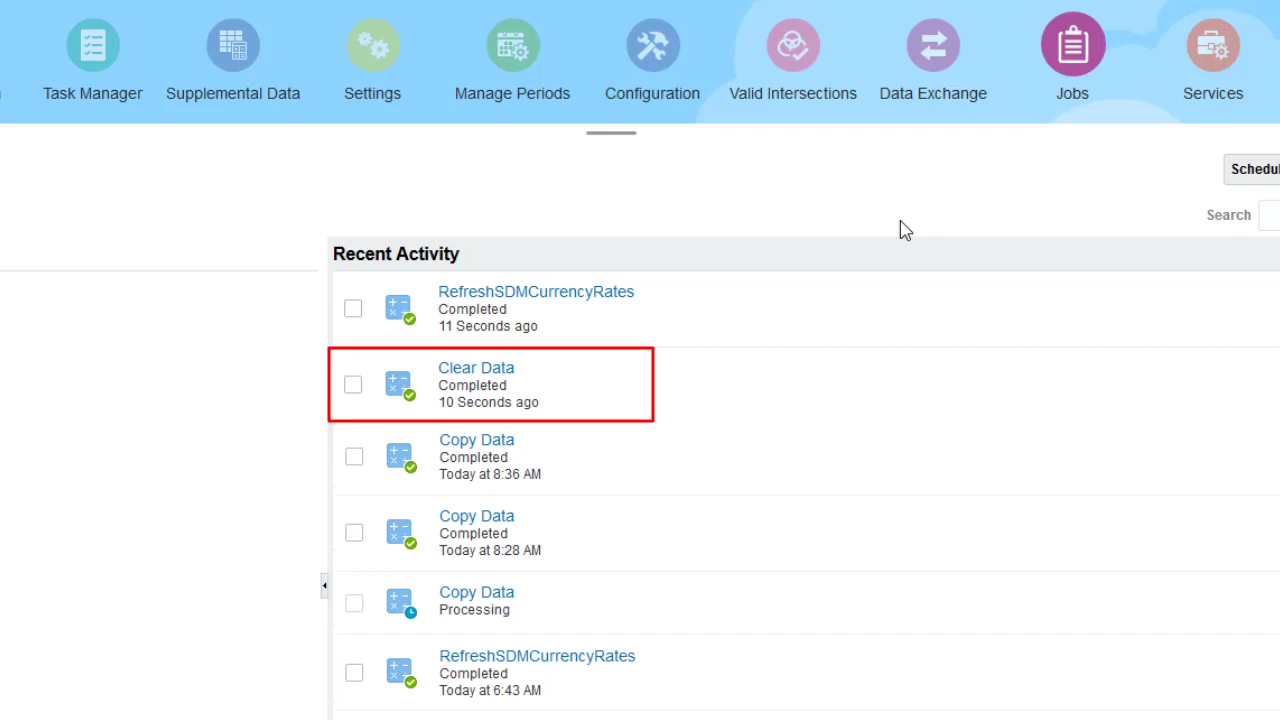 Task Manager
Supplemental Data
Settings
Manage Periods
Configuration
Valid Intersections
Data Exchange
Jobs
Services
Schedul
Search
Recent Activity
RefreshSDMCurrencyRates
Completed
11 Seconds ago
Clear Data
Completed
10 Seconds ago
Copy Data
Completed
Today at 8:36 AM
Copy Data
Completed
Today at 8:28 AM
Copy Data
Processing
RefreshSDMCurrencyRates
Completed
Today at 6:43 AM